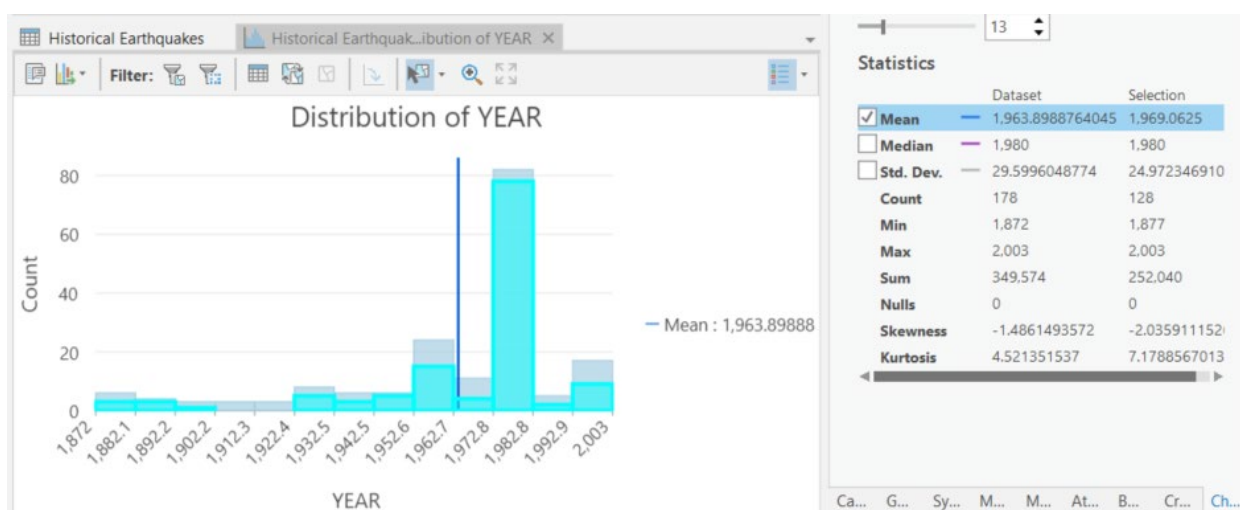 Historical Earthquakes
Historical Earthquak...ibution of YEAR
Filter:
Distribution of YEAR
Count
80
60
40
20
0
1,872
1,882.1
1,892.2
1,902.2
1,912.3
1,922.4
1,932.5
1,942.5
1,952.6
1,962.7
1,972.8
1,982.8
1,992.9
2,003
YEAR
Mean : 1,963.89888
13
Statistics
Dataset Selection
Mean 1,963.8988764045 1,969.0625
Median 1,980 1,980
Std. Dev. 29.5996048774 24.972346910
Count 178 128
Min 1,872 1,877
Max 2,003 2,003
Sum 349,574 252,040
Nulls 0 0
Skewness -1.4861493572 -2.035911152
Kurtosis 4.521351537 7.1788567013
Ca... G... Sy... M... M... At... B... Cr... Ch...